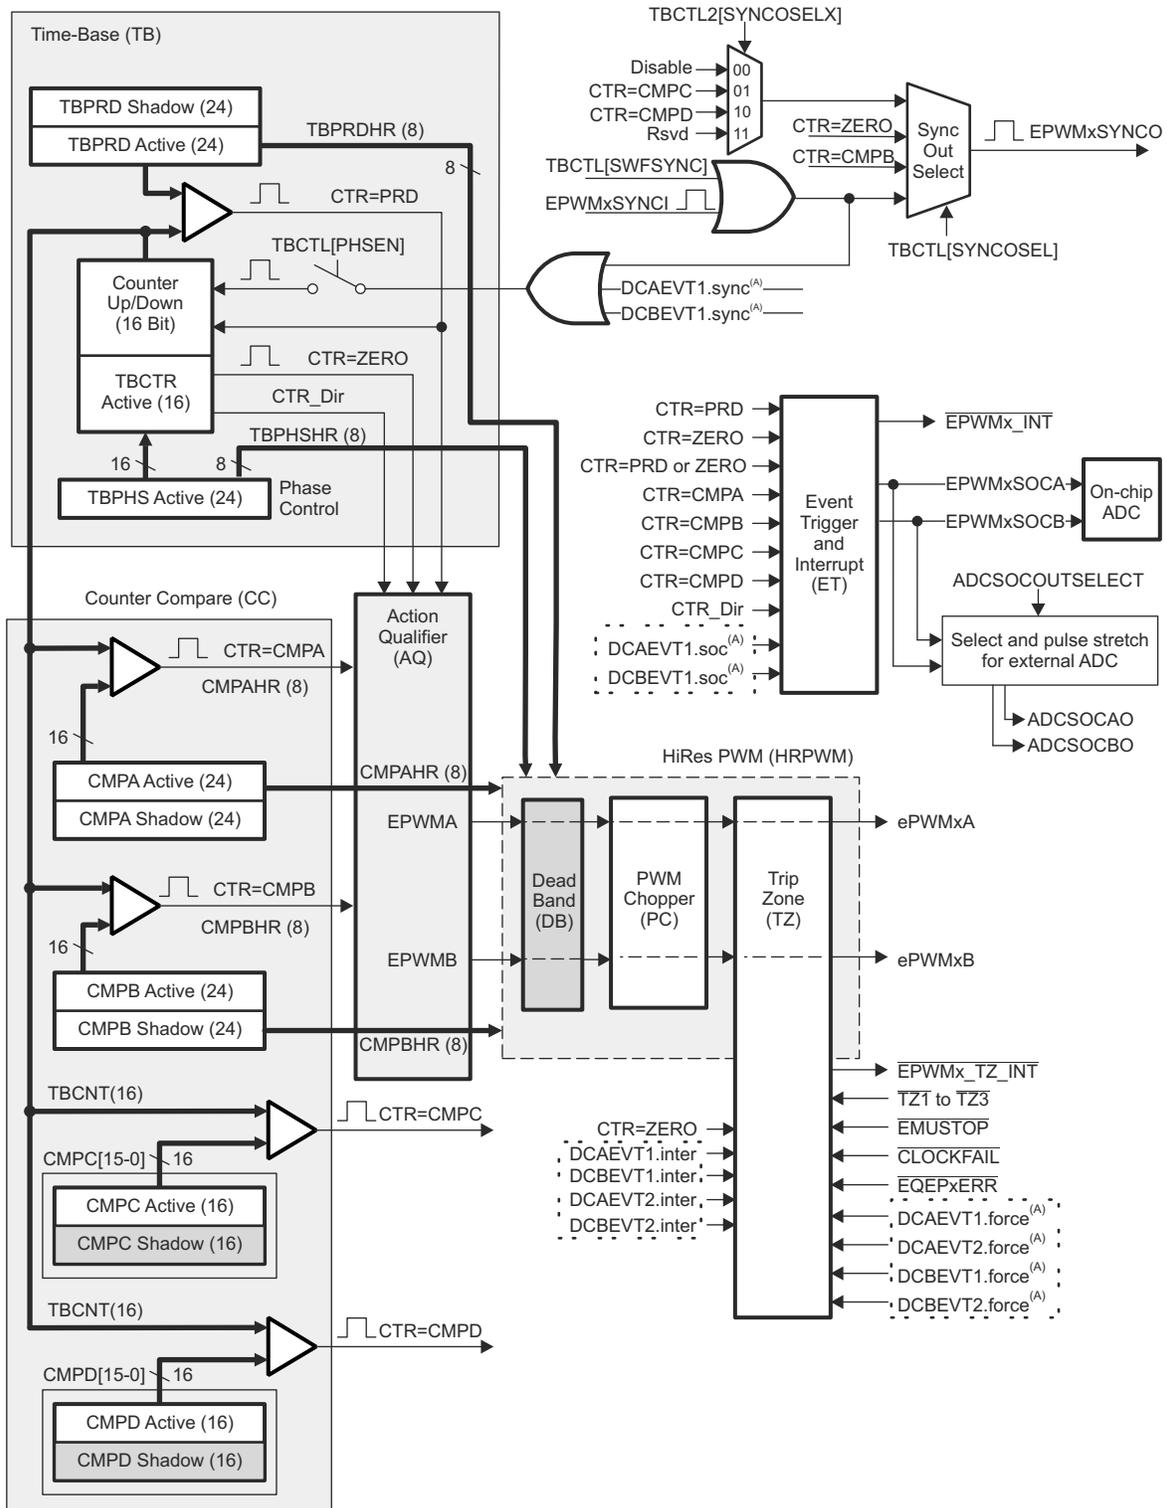 TBCTL2[SYNCOSELX]
Disable
00
CTR=CMPC
01
CTR=CMPD
10
Rsvd
11
CTR=ZERO
CTR=CMPB
TBCTL[SWFSYNC]
EPWMxSYNCI
Sync
Out
Select
EPWMxSYNCO
TBCTL[SYNCOSEL]
DCAEVT1.sync(A)
DCBEVT1.sync(A)
Time-Base (TB)
TBPRD Shadow (24)
TBPRD Active (24)
TBPRDHR (8)
8
CTR=PRD
TBCTL[PHSEN]
Counter
Up/Down
(16 Bit)
CTR=ZERO
TBCTR
Active (16)
CTR_Dir
TBPHSHR (8)
16
8
TBPHS Active (24)
Phase
Control
CTR=PRD
CTR=ZERO
CTR=PRD or ZERO
CTR=CMPA
CTR=CMPB
CTR=CMPC
CTR=CMPD
CTR_Dir
DCAEVT1.soc(A)
DCBEVT1.soc(A)
Event
Trigger
and
Interrupt
(ET)
EPWMx_INT
EPWMxSOCA
EPWMxSOCB
On-chip
ADC
ADCSOCOUTSELECT
Select and pulse stretch
for external ADC
ADCSOCAO
ADCSOCBO
Counter Compare (CC)
Action
Qualifier
(AQ)
CTR=CMPA
CMPAHR (8)
16
CMPA Active (24)
CMPA Shadow (24)
CMPAHR (8)
EPWMA
CTR=CMPB
CMPBHR (8)
16
EPWMB
CMPB Active (24)
CMPB Shadow (24)
CMPBHR (8)
HiRes PWM (HRPWM)
Dead
Band
(DB)
PWM
Chopper
(PC)
Trip
Zone
(TZ)
ePWMxA
ePWMxB
TBCNT(16)
CTR=CMPC
CMPC[15-0]
16
CMPC Active (16)
CMPC Shadow (16)
TBCNT(16)
CTR=CMPD
CMPD[15-0]
16
CMPD Active (16)
CMPD Shadow (16)
CTR=ZERO
DCAEVT1.inter
DCBEVT1.inter
DCAEVT2.inter
DCBEVT2.inter
EPWMx_TZ_INT
TZ1 to TZ3
EMUSTOP
CLOCKFAIL
EQEPxERR
DCAEVT1.force(A)
DCAEVT2.force(A)
DCBEVT1.force(A)
DCBEVT2.force(A)